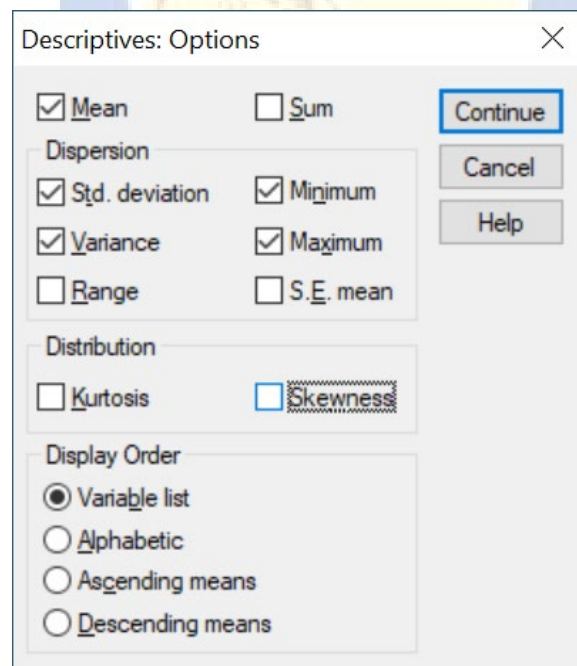 Descriptives: Options
Mean
Sum
Continue
Dispersion
Cancel
Std. deviation
Minimum
Help
Variance
Maximum
Range
S.E. mean
Distribution
Kurtosis
Skewness
Display Order
Variable list
Alphabetic
Ascending means
Descending means